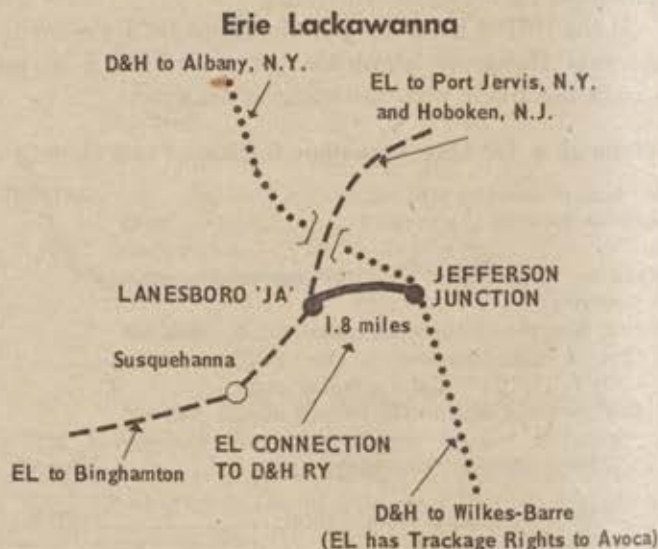 Erie Lackawanna
D&H to Albany, N.Y.
EL to Port Jervis, N.Y.
and Hoboken, N.J.
LANESBORO 'JA'
JEFFERSON
JUNCTION
1.8 miles
Susquehanna
EL CONNECTION
TO D&H RY
EL to Binghamton
D&H to Wilkes-Barre
(EL has Trackage Rights to Avoca)